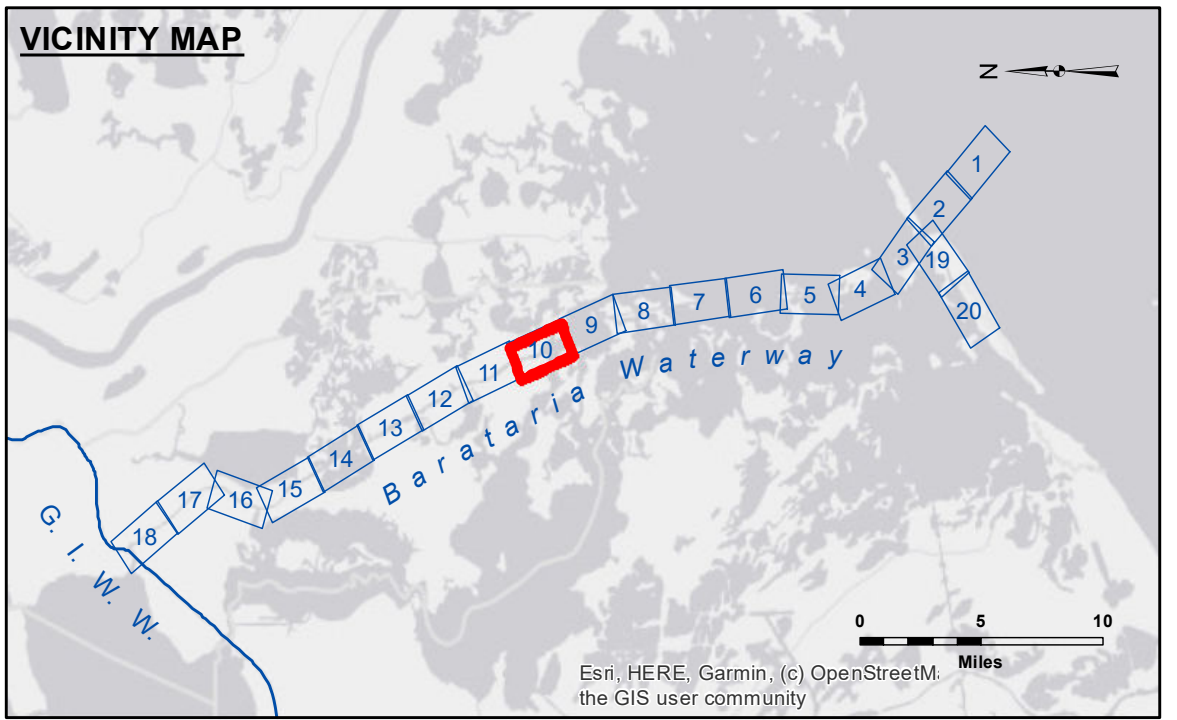 VICINITY MAP
N
1
2
3
19
20
4
5
6
7
8
9
10
11
12
13
14
15
16
17
18
Barataria Waterway
G. I. W. W.
0 5 10
Miles
Esri, HERE, Garmin, (c) OpenStreetM
the GIS user community